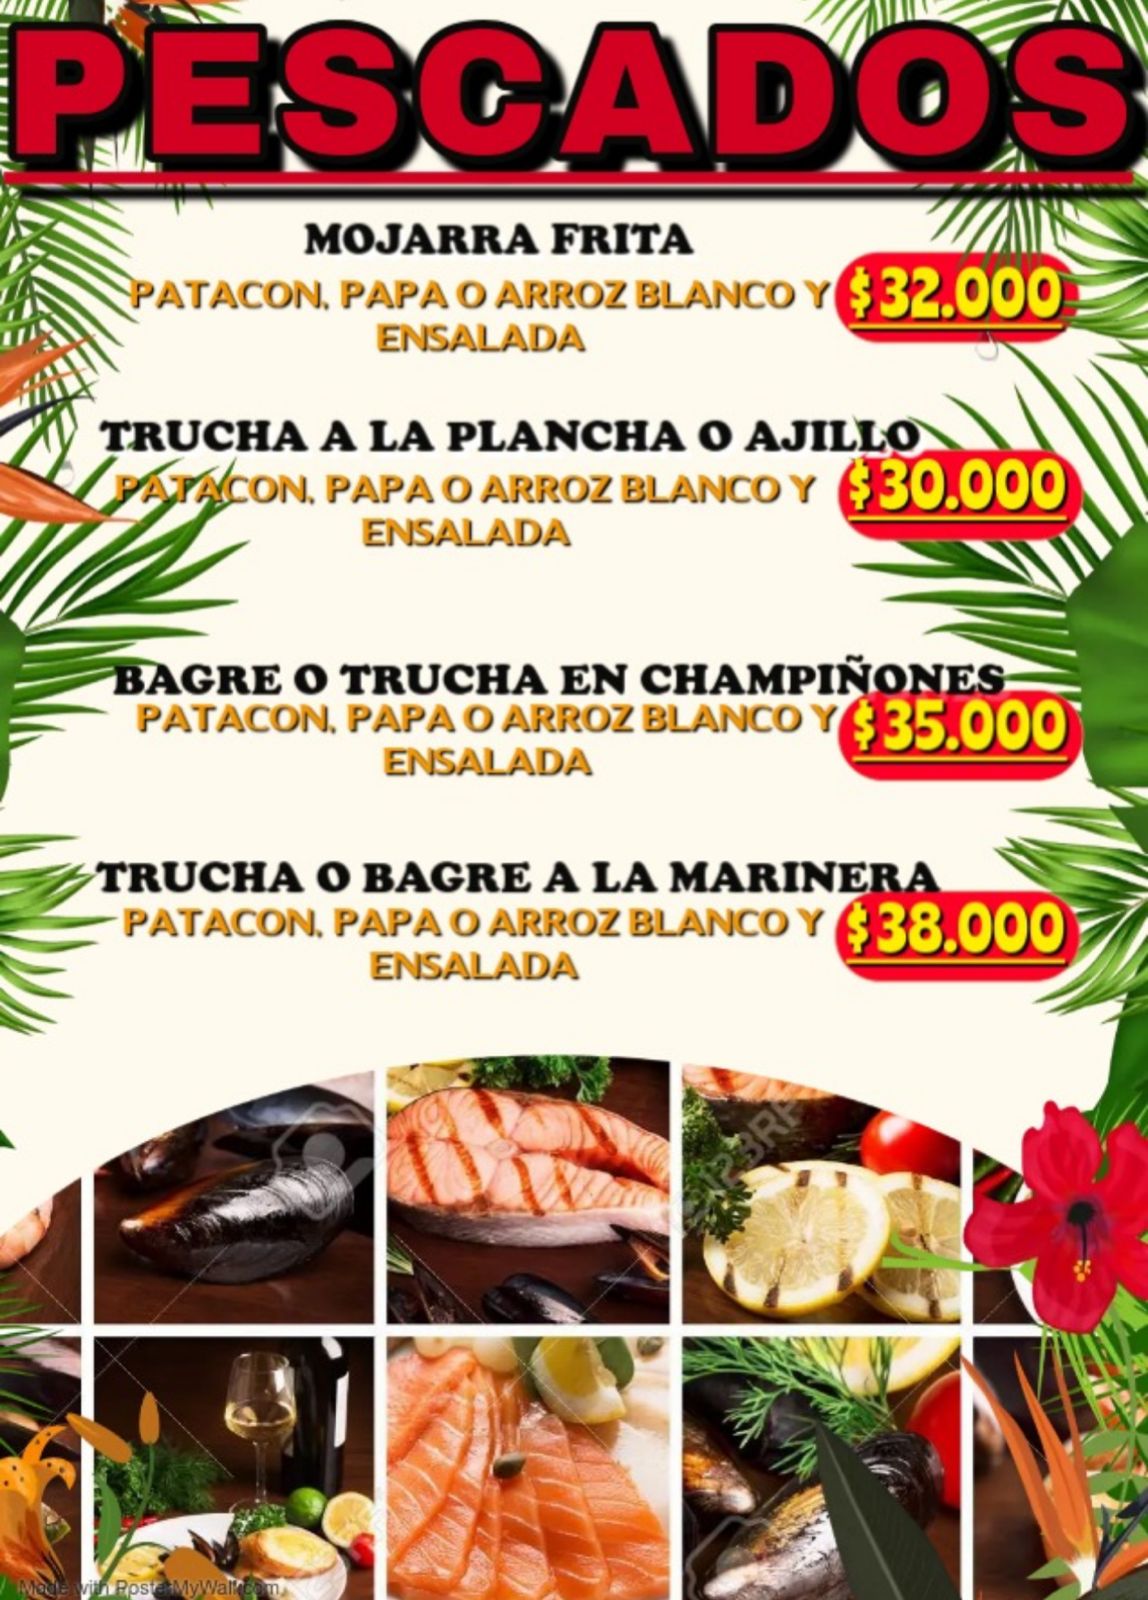 PESCADOS
MOJARRA FRITA
PATACON, PAPA O ARROZ BLANCO Y
ENSALADA
$32.000
TRUCHA A LA PLANCHA O AJILLO
PATACON, PAPA O ARROZ BLANCO Y
ENSALADA
$30.000
BAGRE O TRUCHA EN CHAMPIÑONES
PATACON, PAPA O ARROZ BLANCO Y
ENSALADA
$35.000
TRUCHA O BAGRE A LA MARINERA
PATACON, PAPA O ARROZ BLANCO Y
ENSALADA
$38.000
Made with PosterMyWall.com